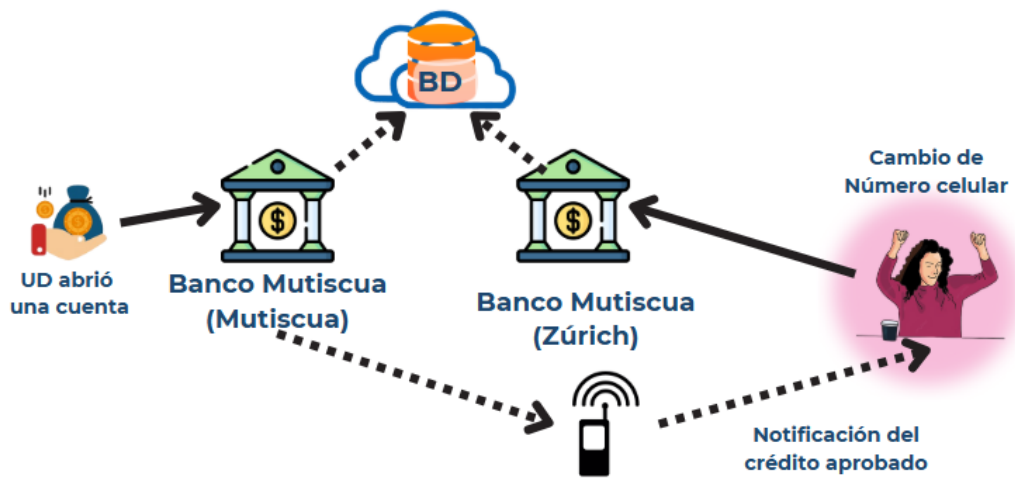 BD
Cambio de
Número celular
UD abrió
una cuenta
Banco Mutiscua
(Mutiscua)
Banco Mutiscua
(Zúrich)
Notificación del
crédito aprobado